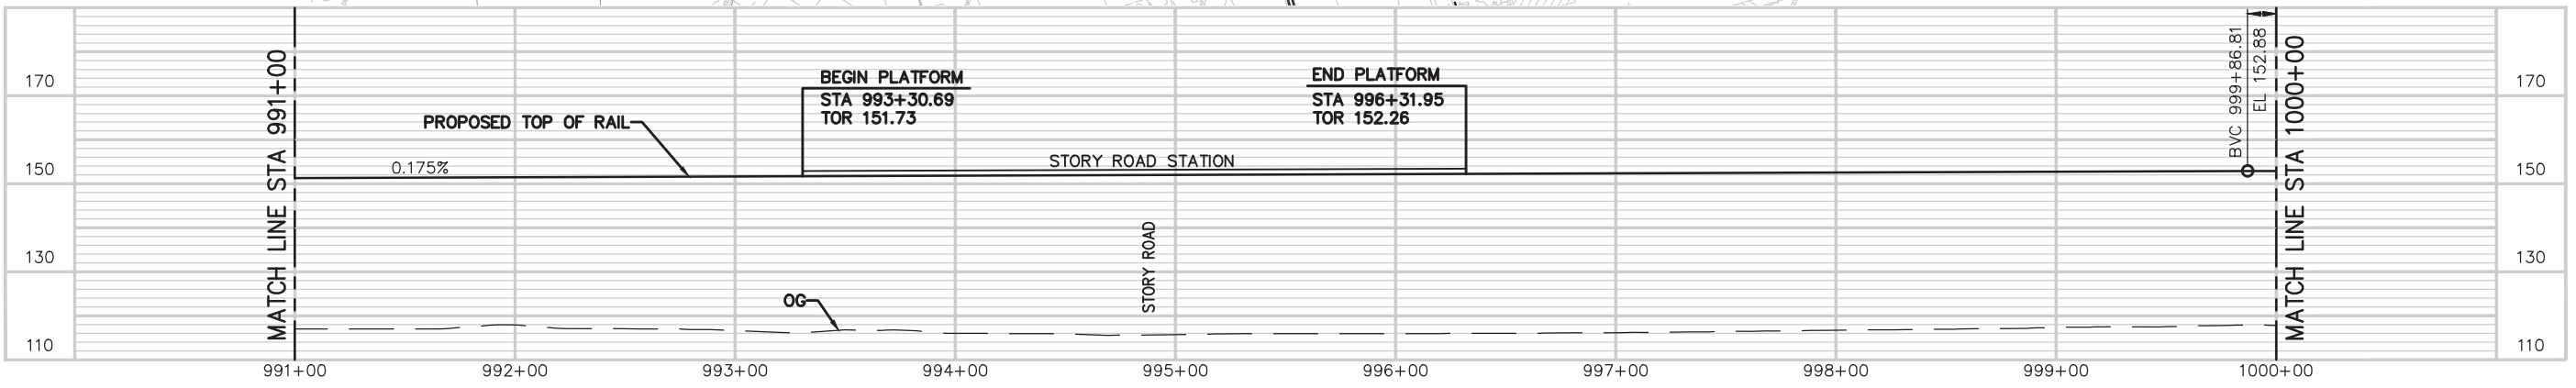 170
150
130
110
MATCH LINE STA 991+00
0.175%
PROPOSED TOP OF RAIL
BEGIN PLATFORM
STA 993+30.69
TOR 151.73
STORY ROAD STATION
END PLATFORM
STA 996+31.95
TOR 152.26
STORY ROAD
OG
BVC 999+86.81
EL 152.88
MATCH LINE STA 1000+00
170
150
130
110
991+00 992+00 993+00 994+00 995+00 996+00 997+00 998+00 999+00 1000+00